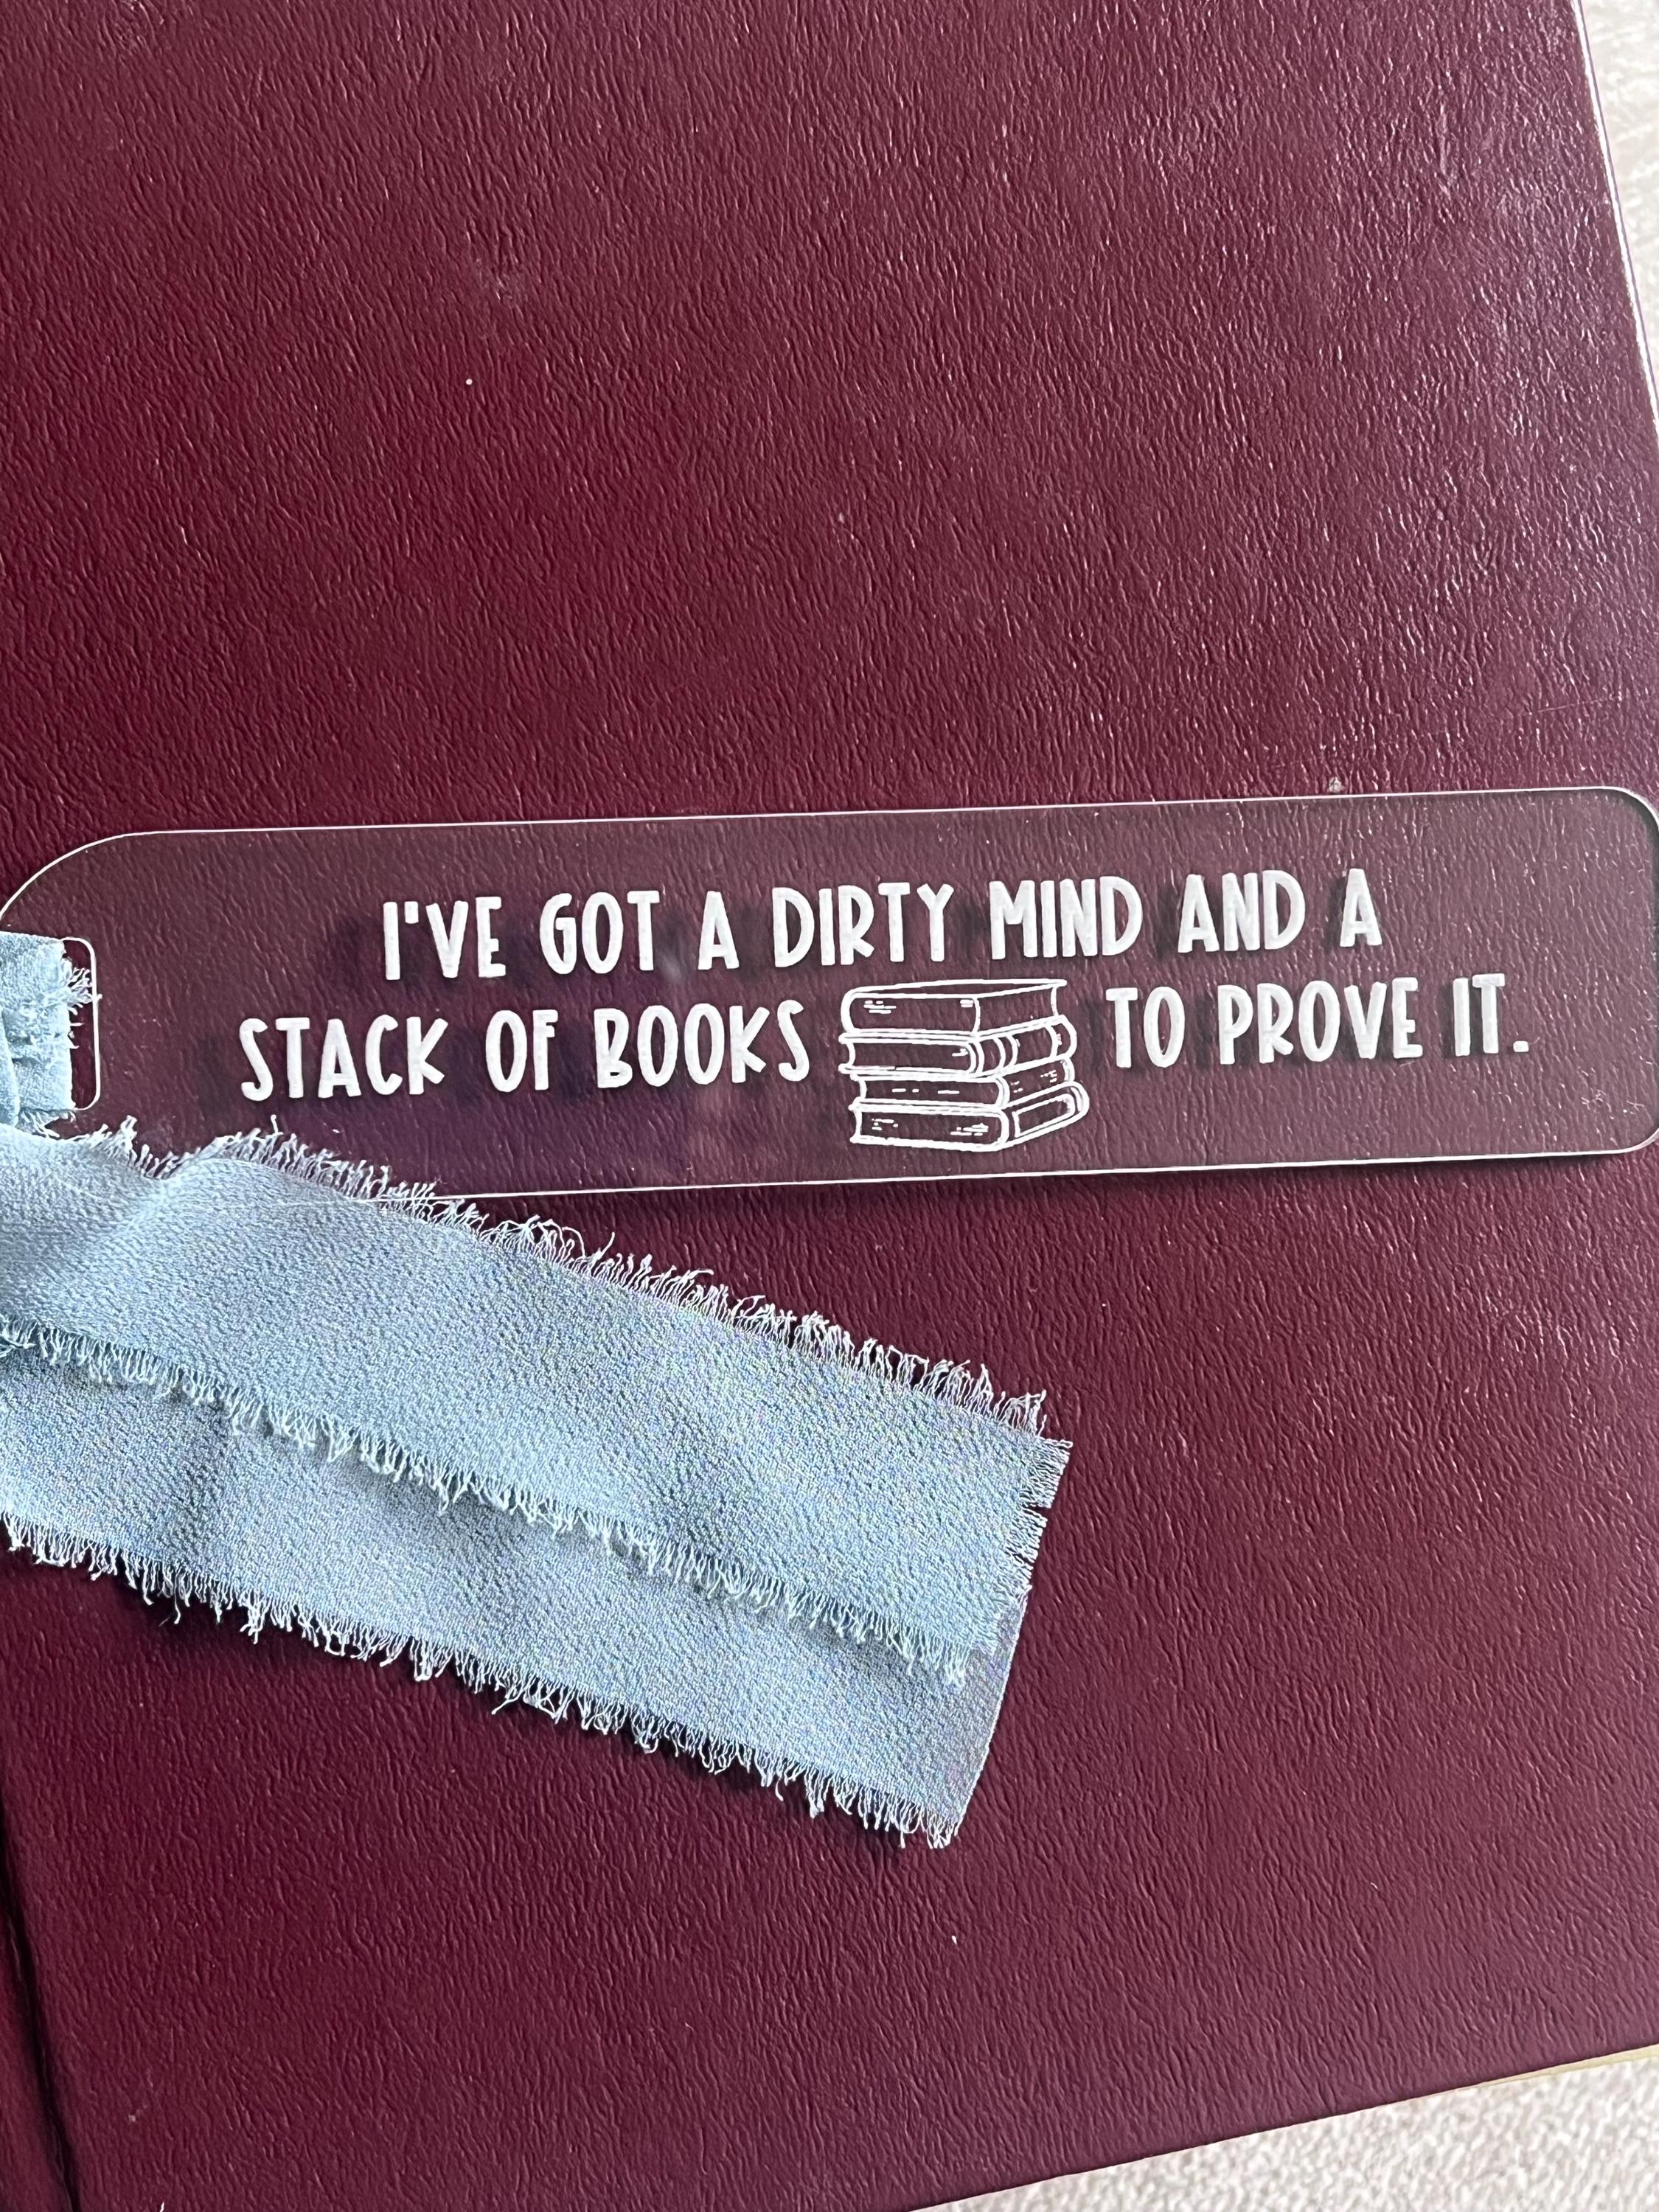 I'VE GOT A DIRTY MIND AND A
STACK OF BOOKS TO PROVE IT.